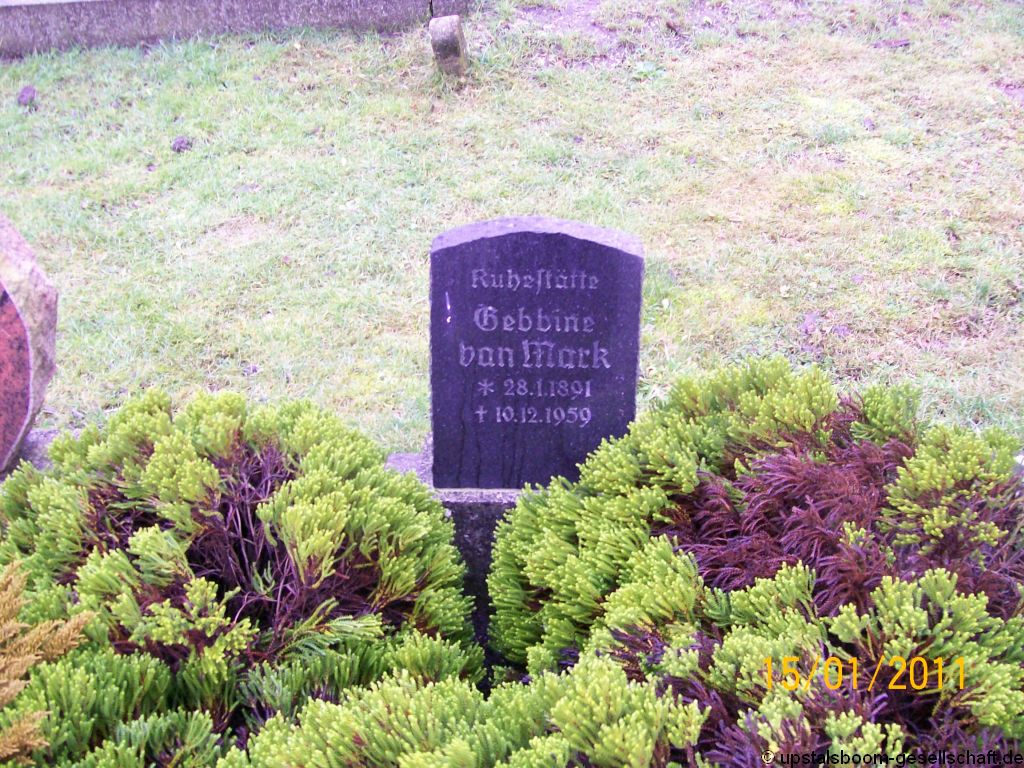 Ruhestätte
Gebbine
van Mark
* 28.1.1891
✝ 10.12.1959
15/01/2011
© upstalsboom-gesellschaft.de